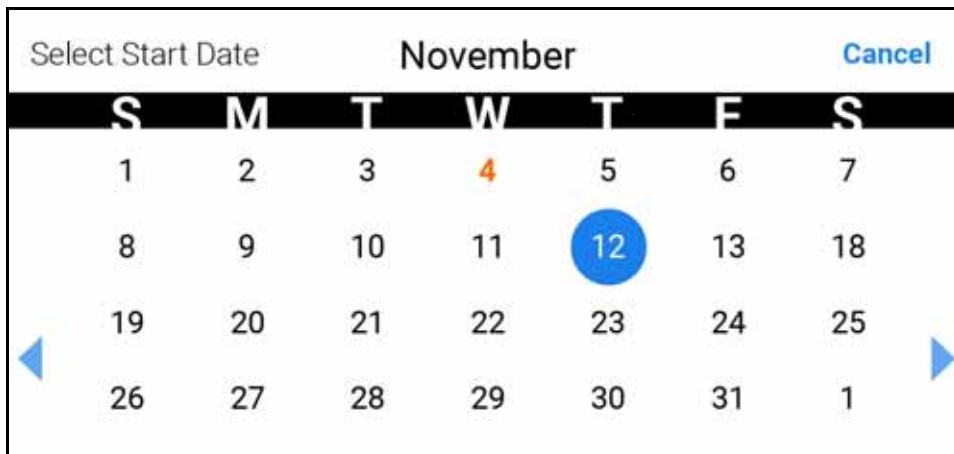 Select Start Date November Cancel
S M T W T F S
1 2 3 4 5 6 7
8 9 10 11 12 13 18
19 20 21 22 23 24 25
26 27 28 29 30 31 1